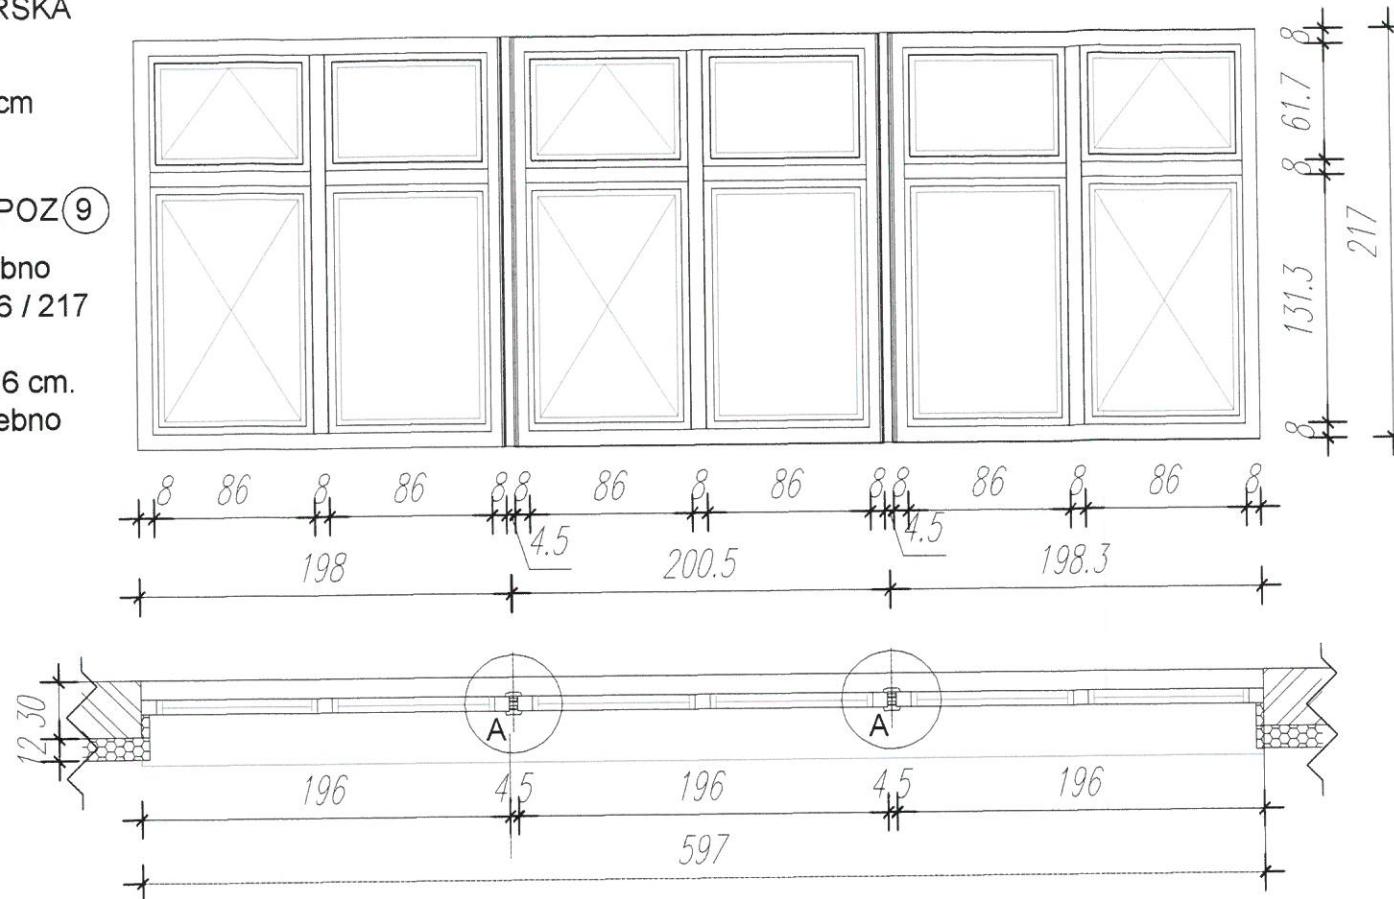 RSKA
cm
POZ 9
bno
6 / 217
6 cm.
ebno
8
61.7
8
131.3
8
217
8 86 8 86 8 8 86 8 86 8 8 86 8 86 8
4.5 4.5
198 200.5 198.3
30
12
A A
196 4.5 196 4.5 196
597